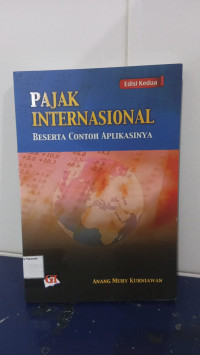 Edisi Kedua
PAJAK
INTERNASIONAL
BESERTA CONTOH APLIKASINYA
ANANG MURY KURNIAWAN